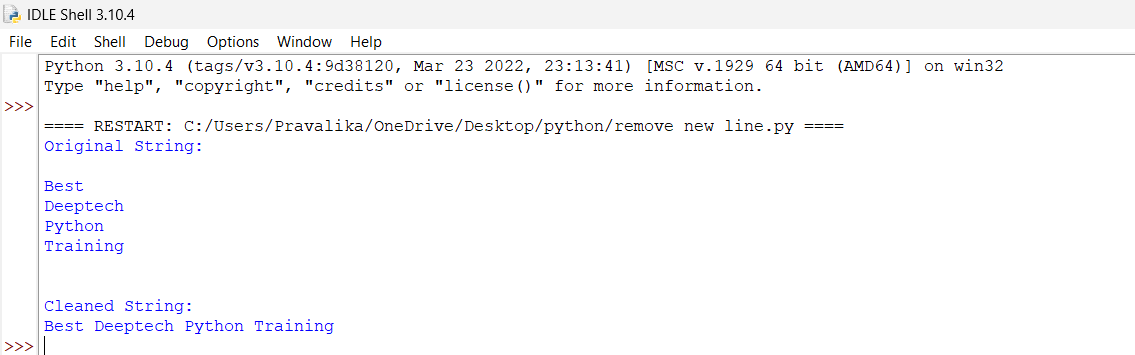 IDLE Shell 3.10.4
File Edit Shell Debug Options Window Help
Python 3.10.4 (tags/v3.10.4:9d38120, Mar 23 2022, 23:13:41) [MSC v.1929 64 bit (AMD64)] on win32
Type "help", "copyright", "credits" or "license()" for more information.
>>>
==== RESTART: C:/Users/Pravalika/OneDrive/Desktop/python/remove new line.py ====
Original String:
Best
Deeptech
Python
Training
Cleaned String:
Best Deeptech Python Training
>>>